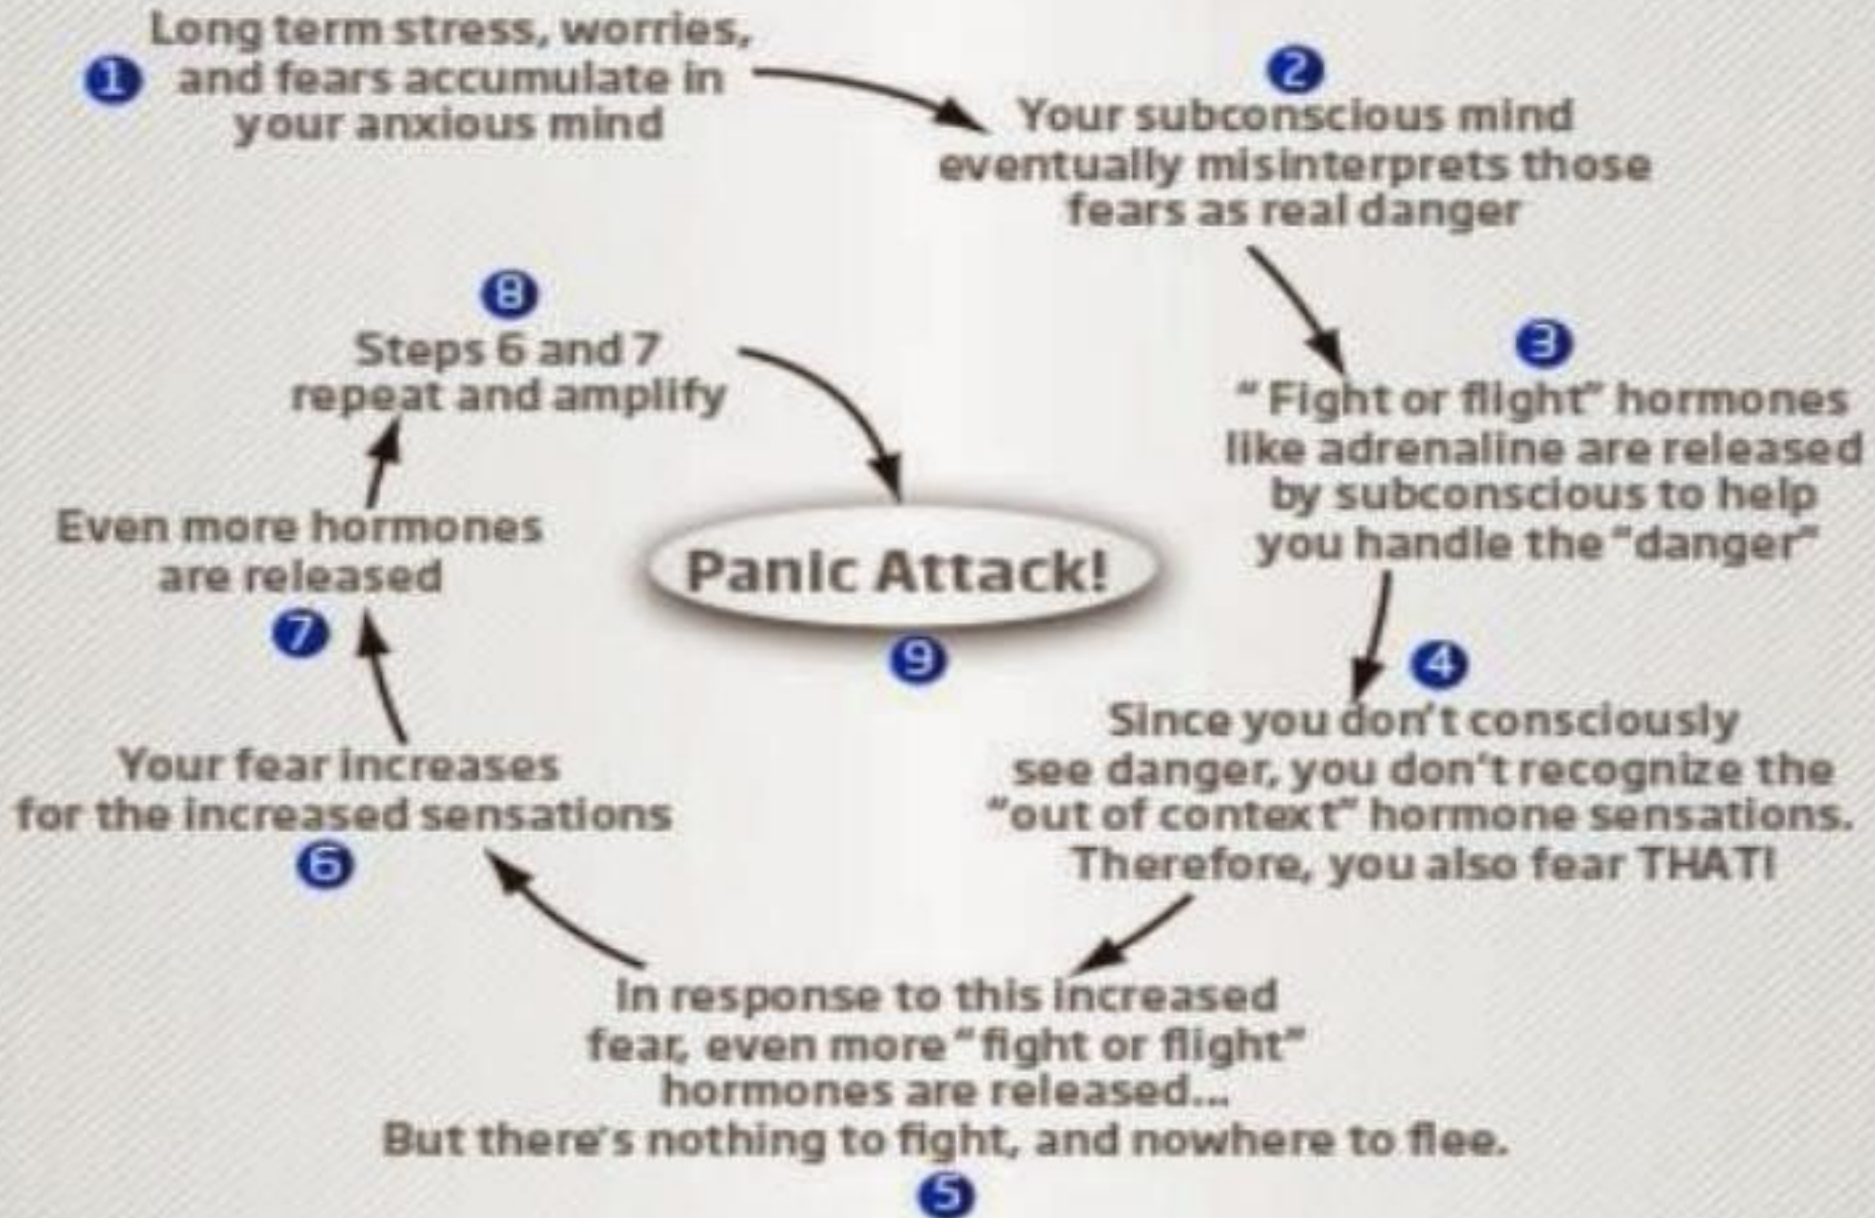 1
Long term stress, worries,
and fears accumulate in
your anxious mind
2
Your subconscious mind
eventually misinterprets those
fears as real danger
3
“Fight or flight” hormones
like adrenaline are released
by subconscious to help
you handle the “danger”
4
Since you don't consciously
see danger, you don't recognize the
“out of context” hormone sensations.
Therefore, you also fear THAT!
In response to this increased
fear, even more “fight or flight”
hormones are released...
But there's nothing to fight, and nowhere to flee.
5
Your fear increases
for the increased sensations
6
Even more hormones
are released
7
8
Steps 6 and 7
repeat and amplify
Panic Attack!
9